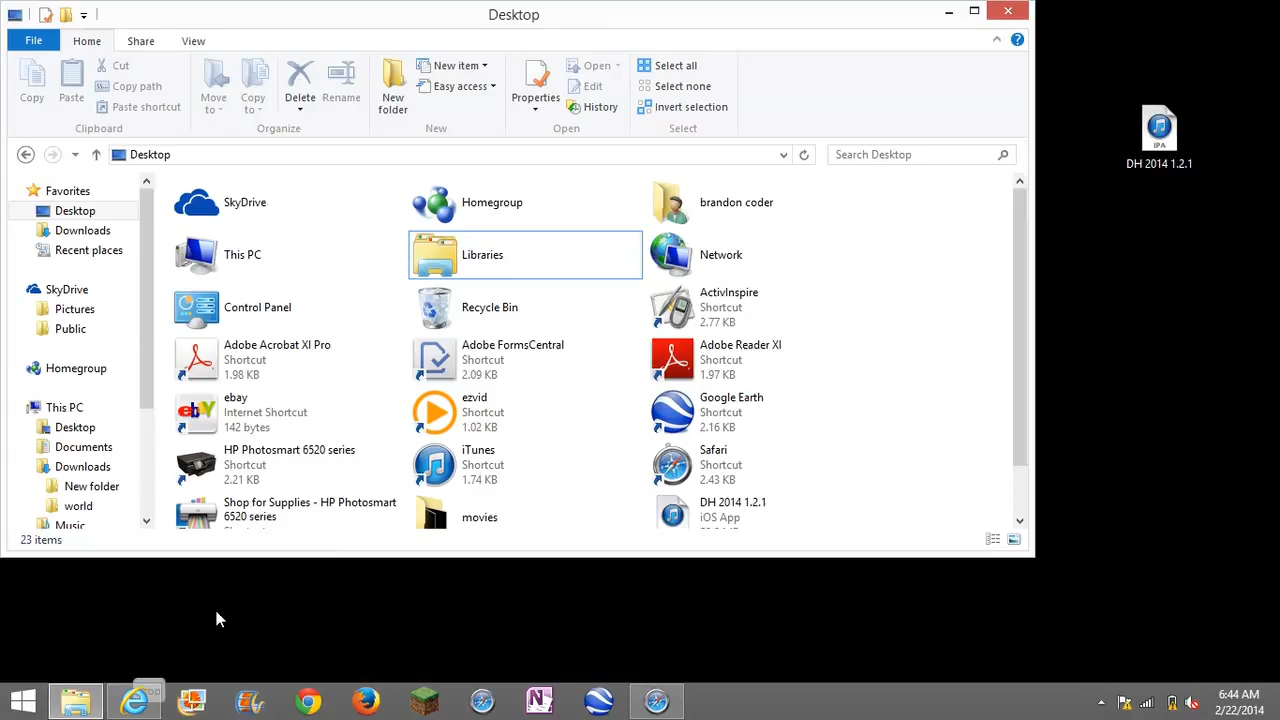 Desktop
File
Home
Share
View
Copy
Paste
Cut
Copy path
Paste shortcut
Clipboard
Move to
Copy to
Delete
Rename
Organize
New folder
New item
Easy access
New
Properties
Open
Edit
History
Open
Select all
Select none
Invert selection
Select
Desktop
Search Desktop
Favorites
Desktop
Downloads
Recent places
SkyDrive
Pictures
Public
Homegroup
This PC
Desktop
Documents
Downloads
New folder
world
Music
SkyDrive
Homegroup
brandon coder
This PC
Libraries
Network
Control Panel
Recycle Bin
ActivInspire
Shortcut
2.77 KB
Adobe Acrobat XI Pro
Shortcut
1.98 KB
Adobe FormsCentral
Shortcut
2.09 KB
Adobe Reader XI
Shortcut
1.97 KB
ebay
Internet Shortcut
142 bytes
ezvid
Shortcut
1.02 KB
Google Earth
Shortcut
2.16 KB
HP Photosmart 6520 series
Shortcut
2.21 KB
iTunes
Shortcut
1.74 KB
Safari
Shortcut
2.43 KB
Shop for Supplies - HP Photosmart
6520 series
movies
DH 2014 1.2.1
iOS App
23 items
IPA
DH 2014 1.2.1
6:44 AM
2/22/2014